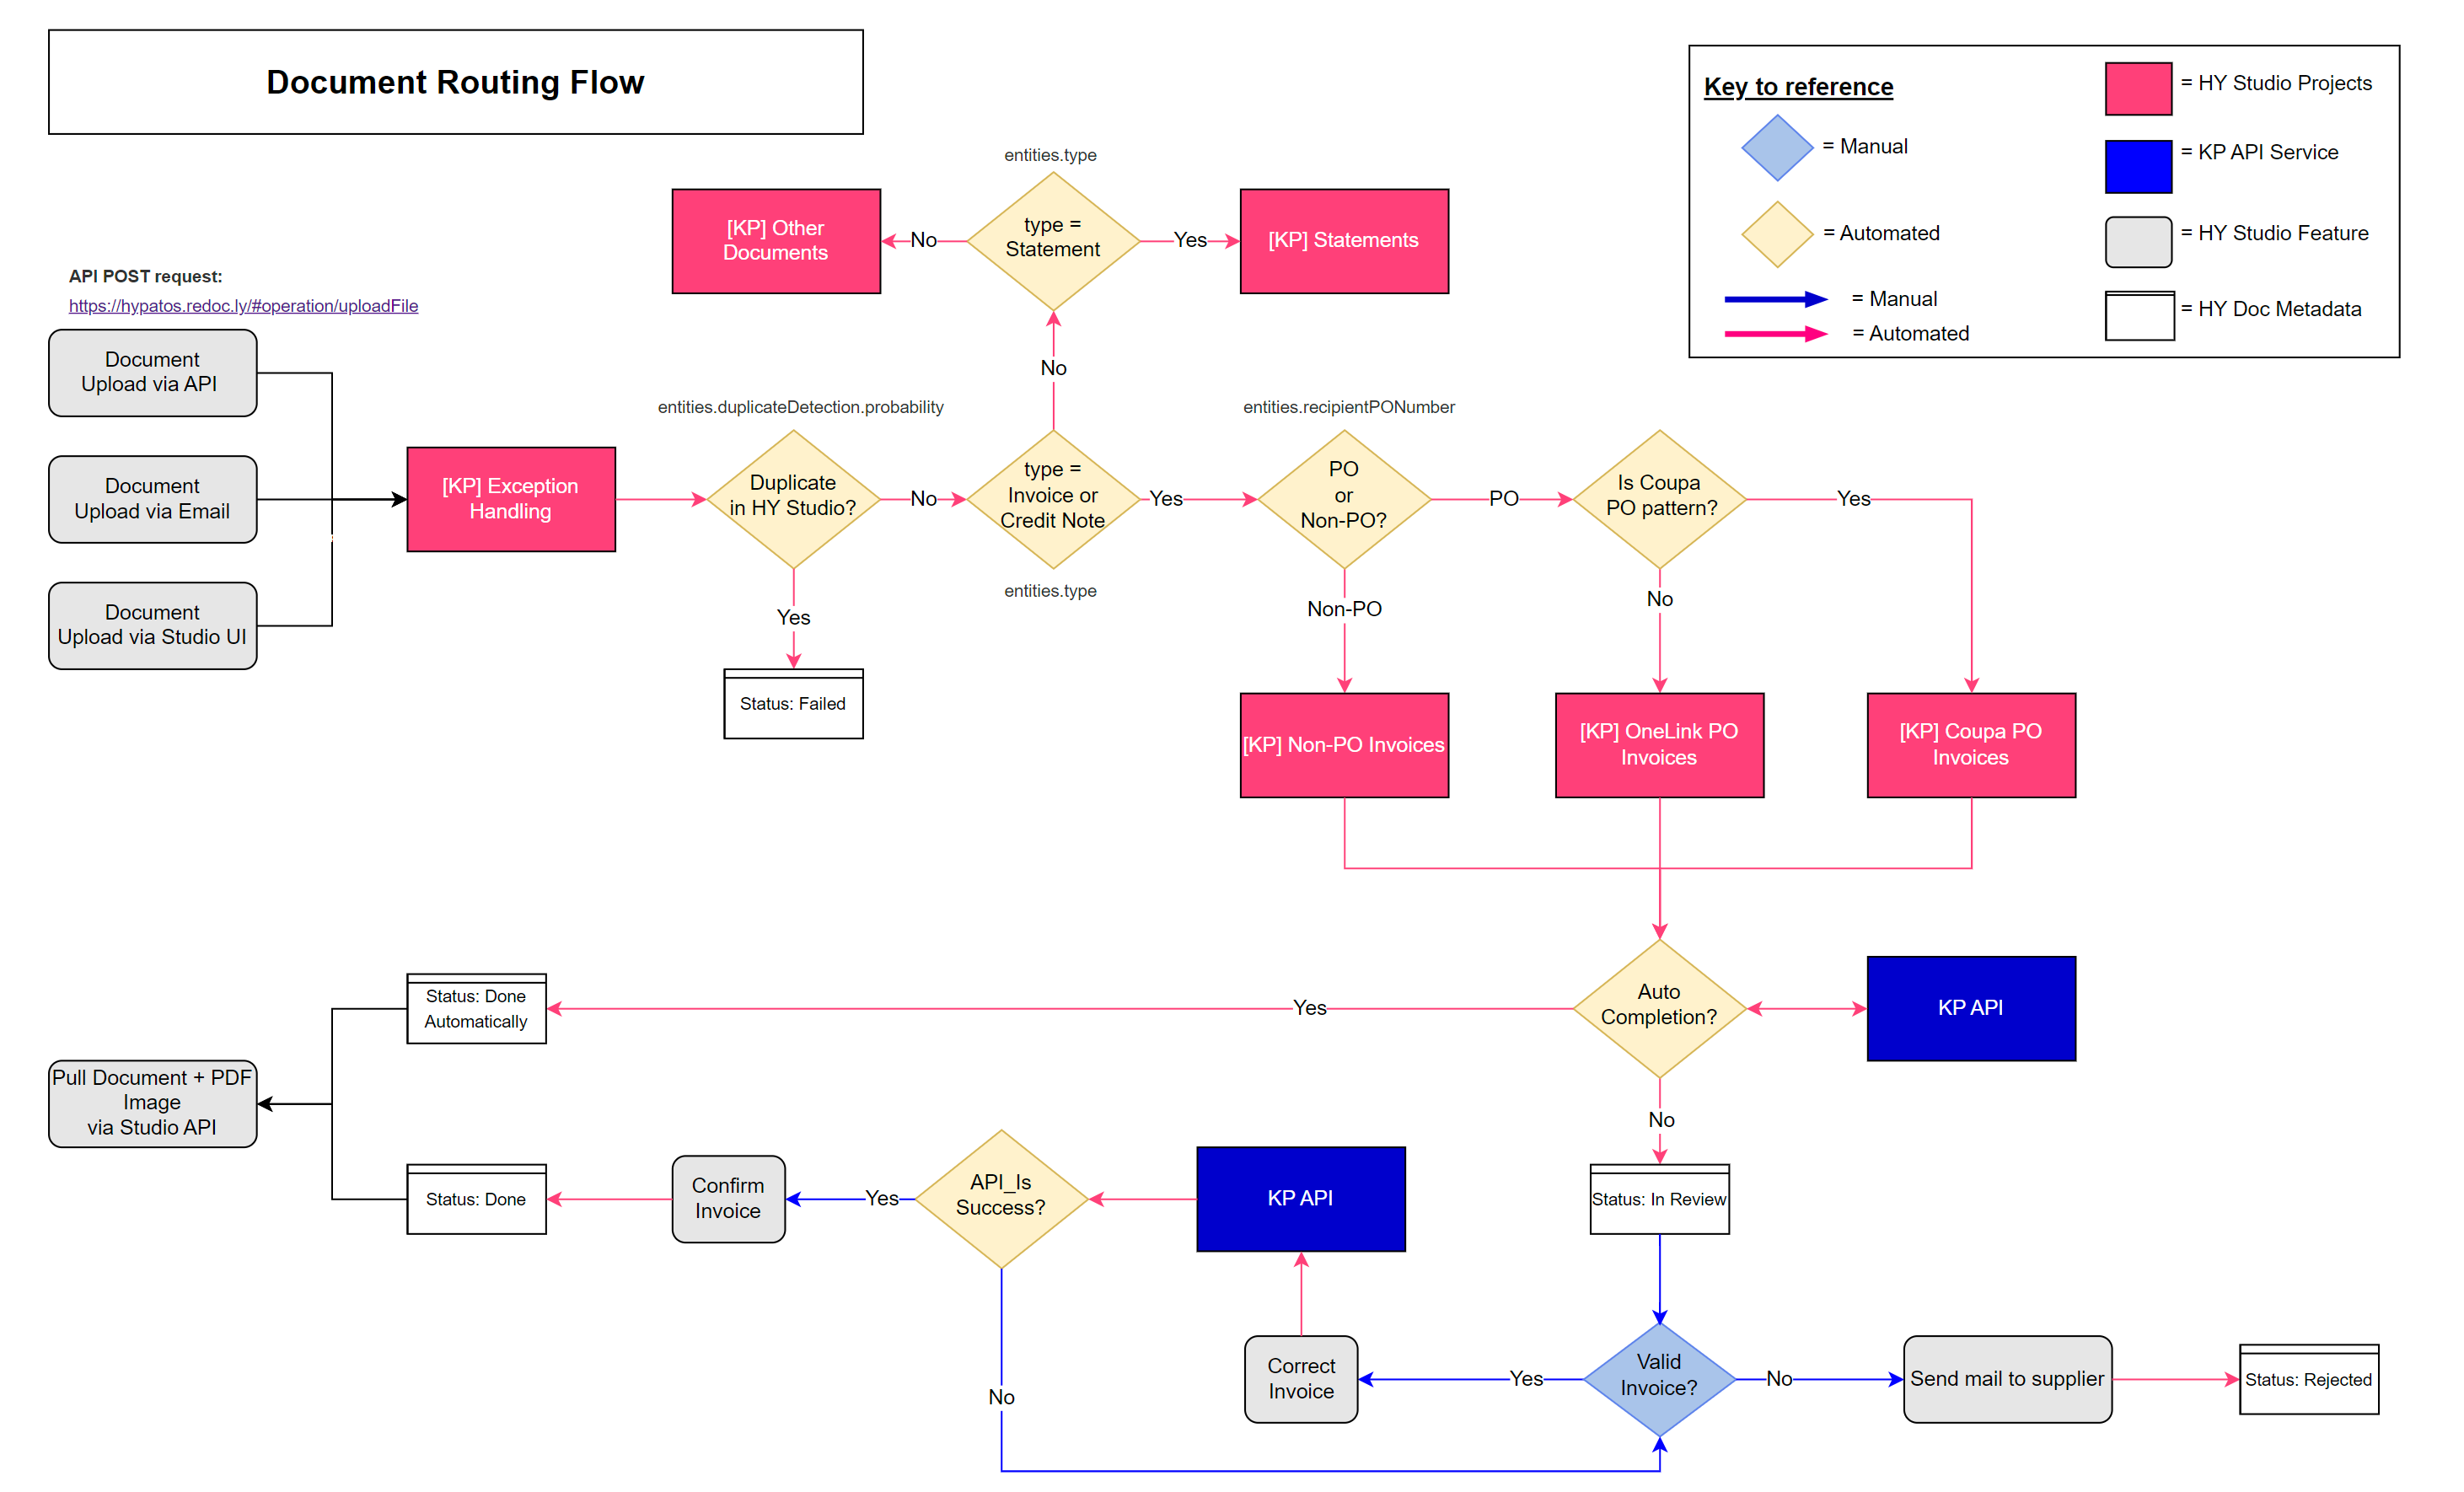 Document Routing Flow
Key to reference
= Manual
= Automated
= Manual
= Automated
= HY Studio Projects
= KP API Service
= HY Studio Feature
= HY Doc Metadata
entities.type
[KP] Other
Documents
No
type =
Statement
Yes
[KP] Statements
No
API POST request:
https://hypatos.redoc.ly/#operation/uploadFile
Document
Upload via API
Document
Upload via Email
Document
Upload via Studio UI
[KP] Exception
Handling
entities.duplicateDetection.probability
Duplicate
in HY Studio?
No
Yes
Status: Failed
type =
Invoice or
Credit Note
entities.type
Yes
entities.recipientPONumber
PO
or
Non-PO?
PO
Non-PO
Is Coupa
PO pattern?
Yes
No
[KP] Non-PO Invoices
[KP] OneLink PO
Invoices
[KP] Coupa PO
Invoices
Auto
Completion?
KP API
Yes
No
Status: Done
Automatically
Pull Document + PDF
Image
via Studio API
Status: Done
Confirm
Invoice
Yes
API_Is
Success?
KP API
Status: In Review
No
Correct
Invoice
Yes
Valid
Invoice?
No
Send mail to supplier
Status: Rejected